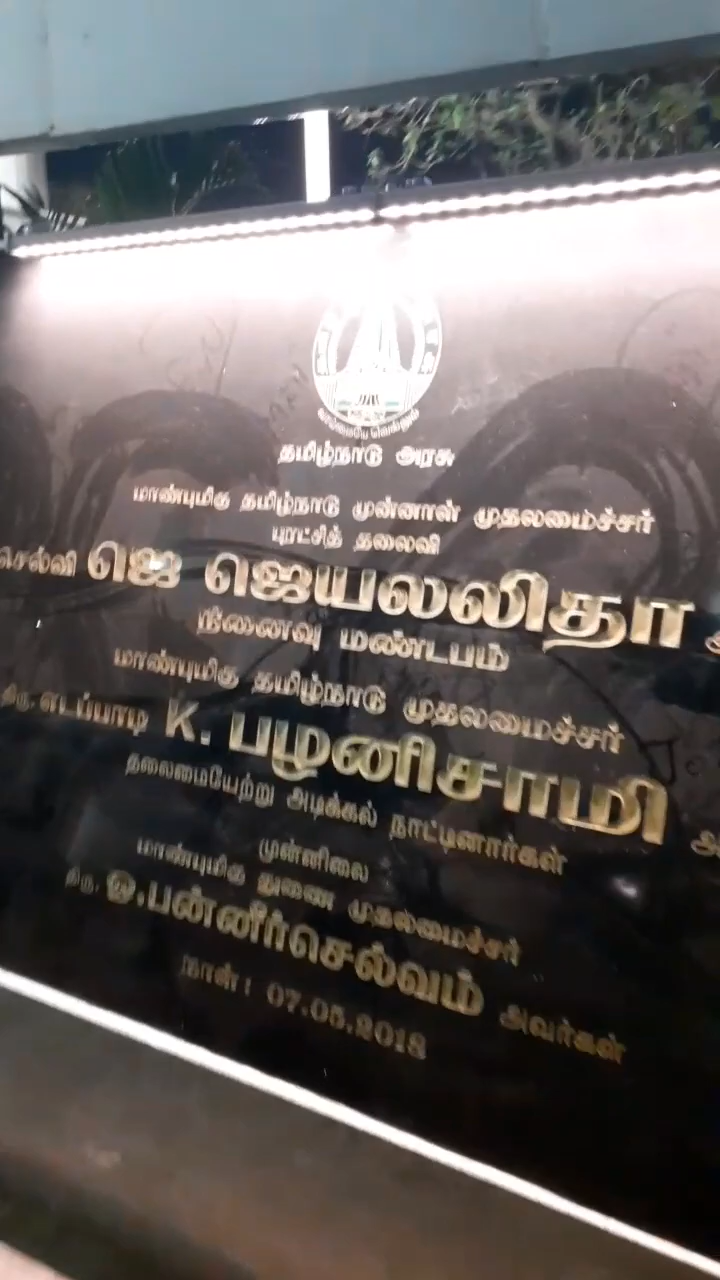 வாய்மையே வெல்லும்
தமிழ்நாடு அரசு
மாண்புமிகு தமிழ்நாடு முன்னாள் முதலமைச்சர்
புரட்சித் தலைவி
செல்வி ஜெ ஜெயலலிதா
நினைவு மண்டபம்
மாண்புமிகு தமிழ்நாடு முதலமைச்சர்
திரு. எடப்பாடி K. பழனிசாமி
தலைமையேற்று அடிக்கல் நாட்டினார்கள்
முன்னிலை
மாண்புமிகு துணை முதலமைச்சர்
திரு. ஓ.பன்னீர்செல்வம் அவர்கள்
நாள்: 07.05.2018